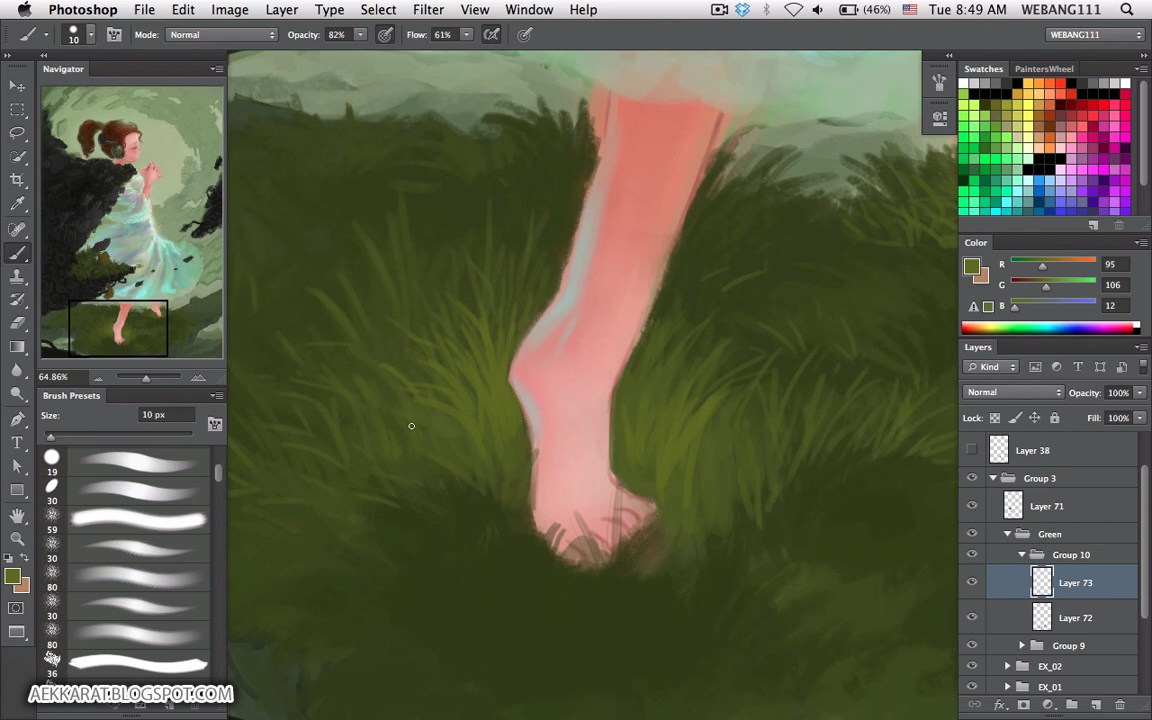 Photoshop File Edit Image Layer Type Select Filter View Window Help (46%) Tue 8:49 AM WEBANG111
10 Mode: Normal Opacity: 82% Flow: 61% WEBANG111
Navigator
64.86%
Brush Presets
Size: 10 px
19
30
59
30
80
30
80
36
Swatches PaintersWheel
Color
R 95
G 106
B 12
Layers
Kind
Normal Opacity: 100%
Lock: Fill: 100%
Layer 38
Group 3
Layer 71
Green
Group 10
Layer 73
Layer 72
Group 9
EX_02
EX_01
fx
AEKKARAT.BLOGSPOT.COM